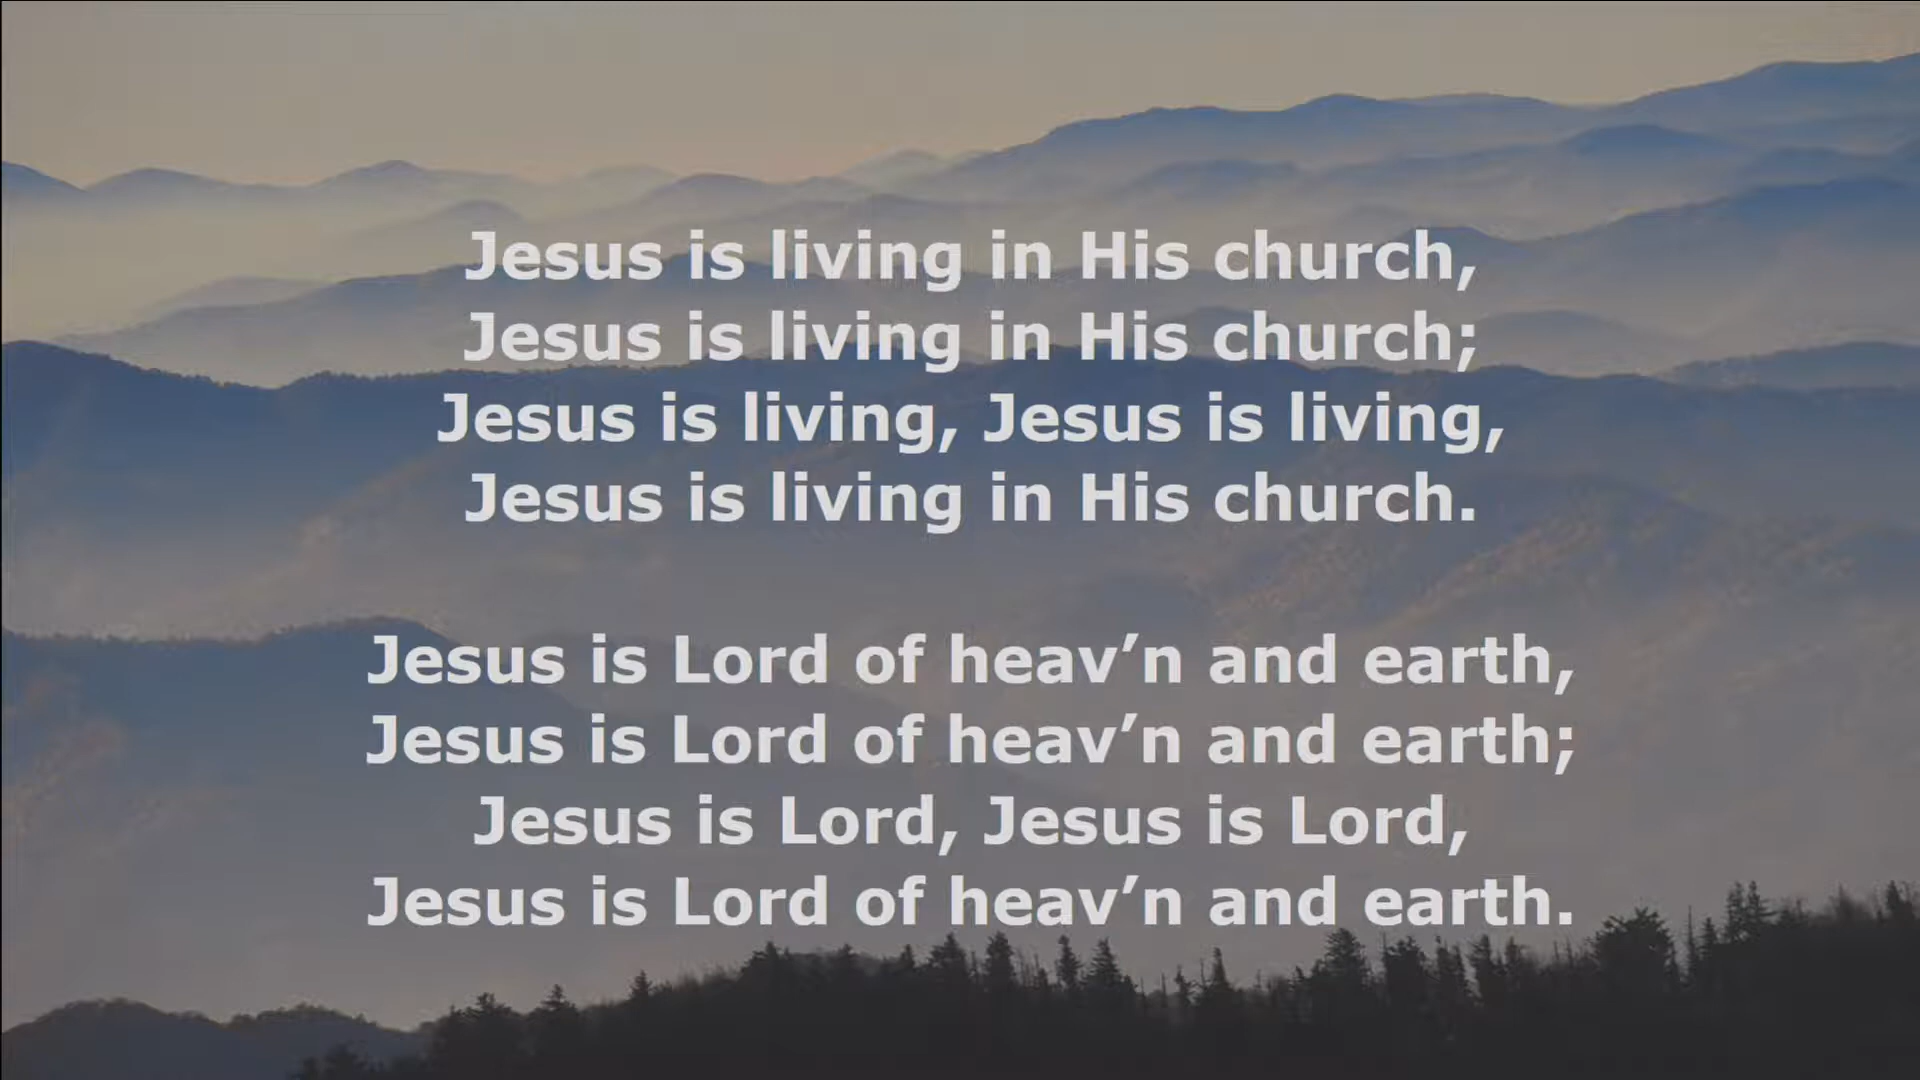 Jesus is living in His church,
Jesus is living in His church;
Jesus is living, Jesus is living,
Jesus is living in His church.
Jesus is Lord of heav’n and earth,
Jesus is Lord of heav’n and earth;
Jesus is Lord, Jesus is Lord,
Jesus is Lord of heav’n and earth.